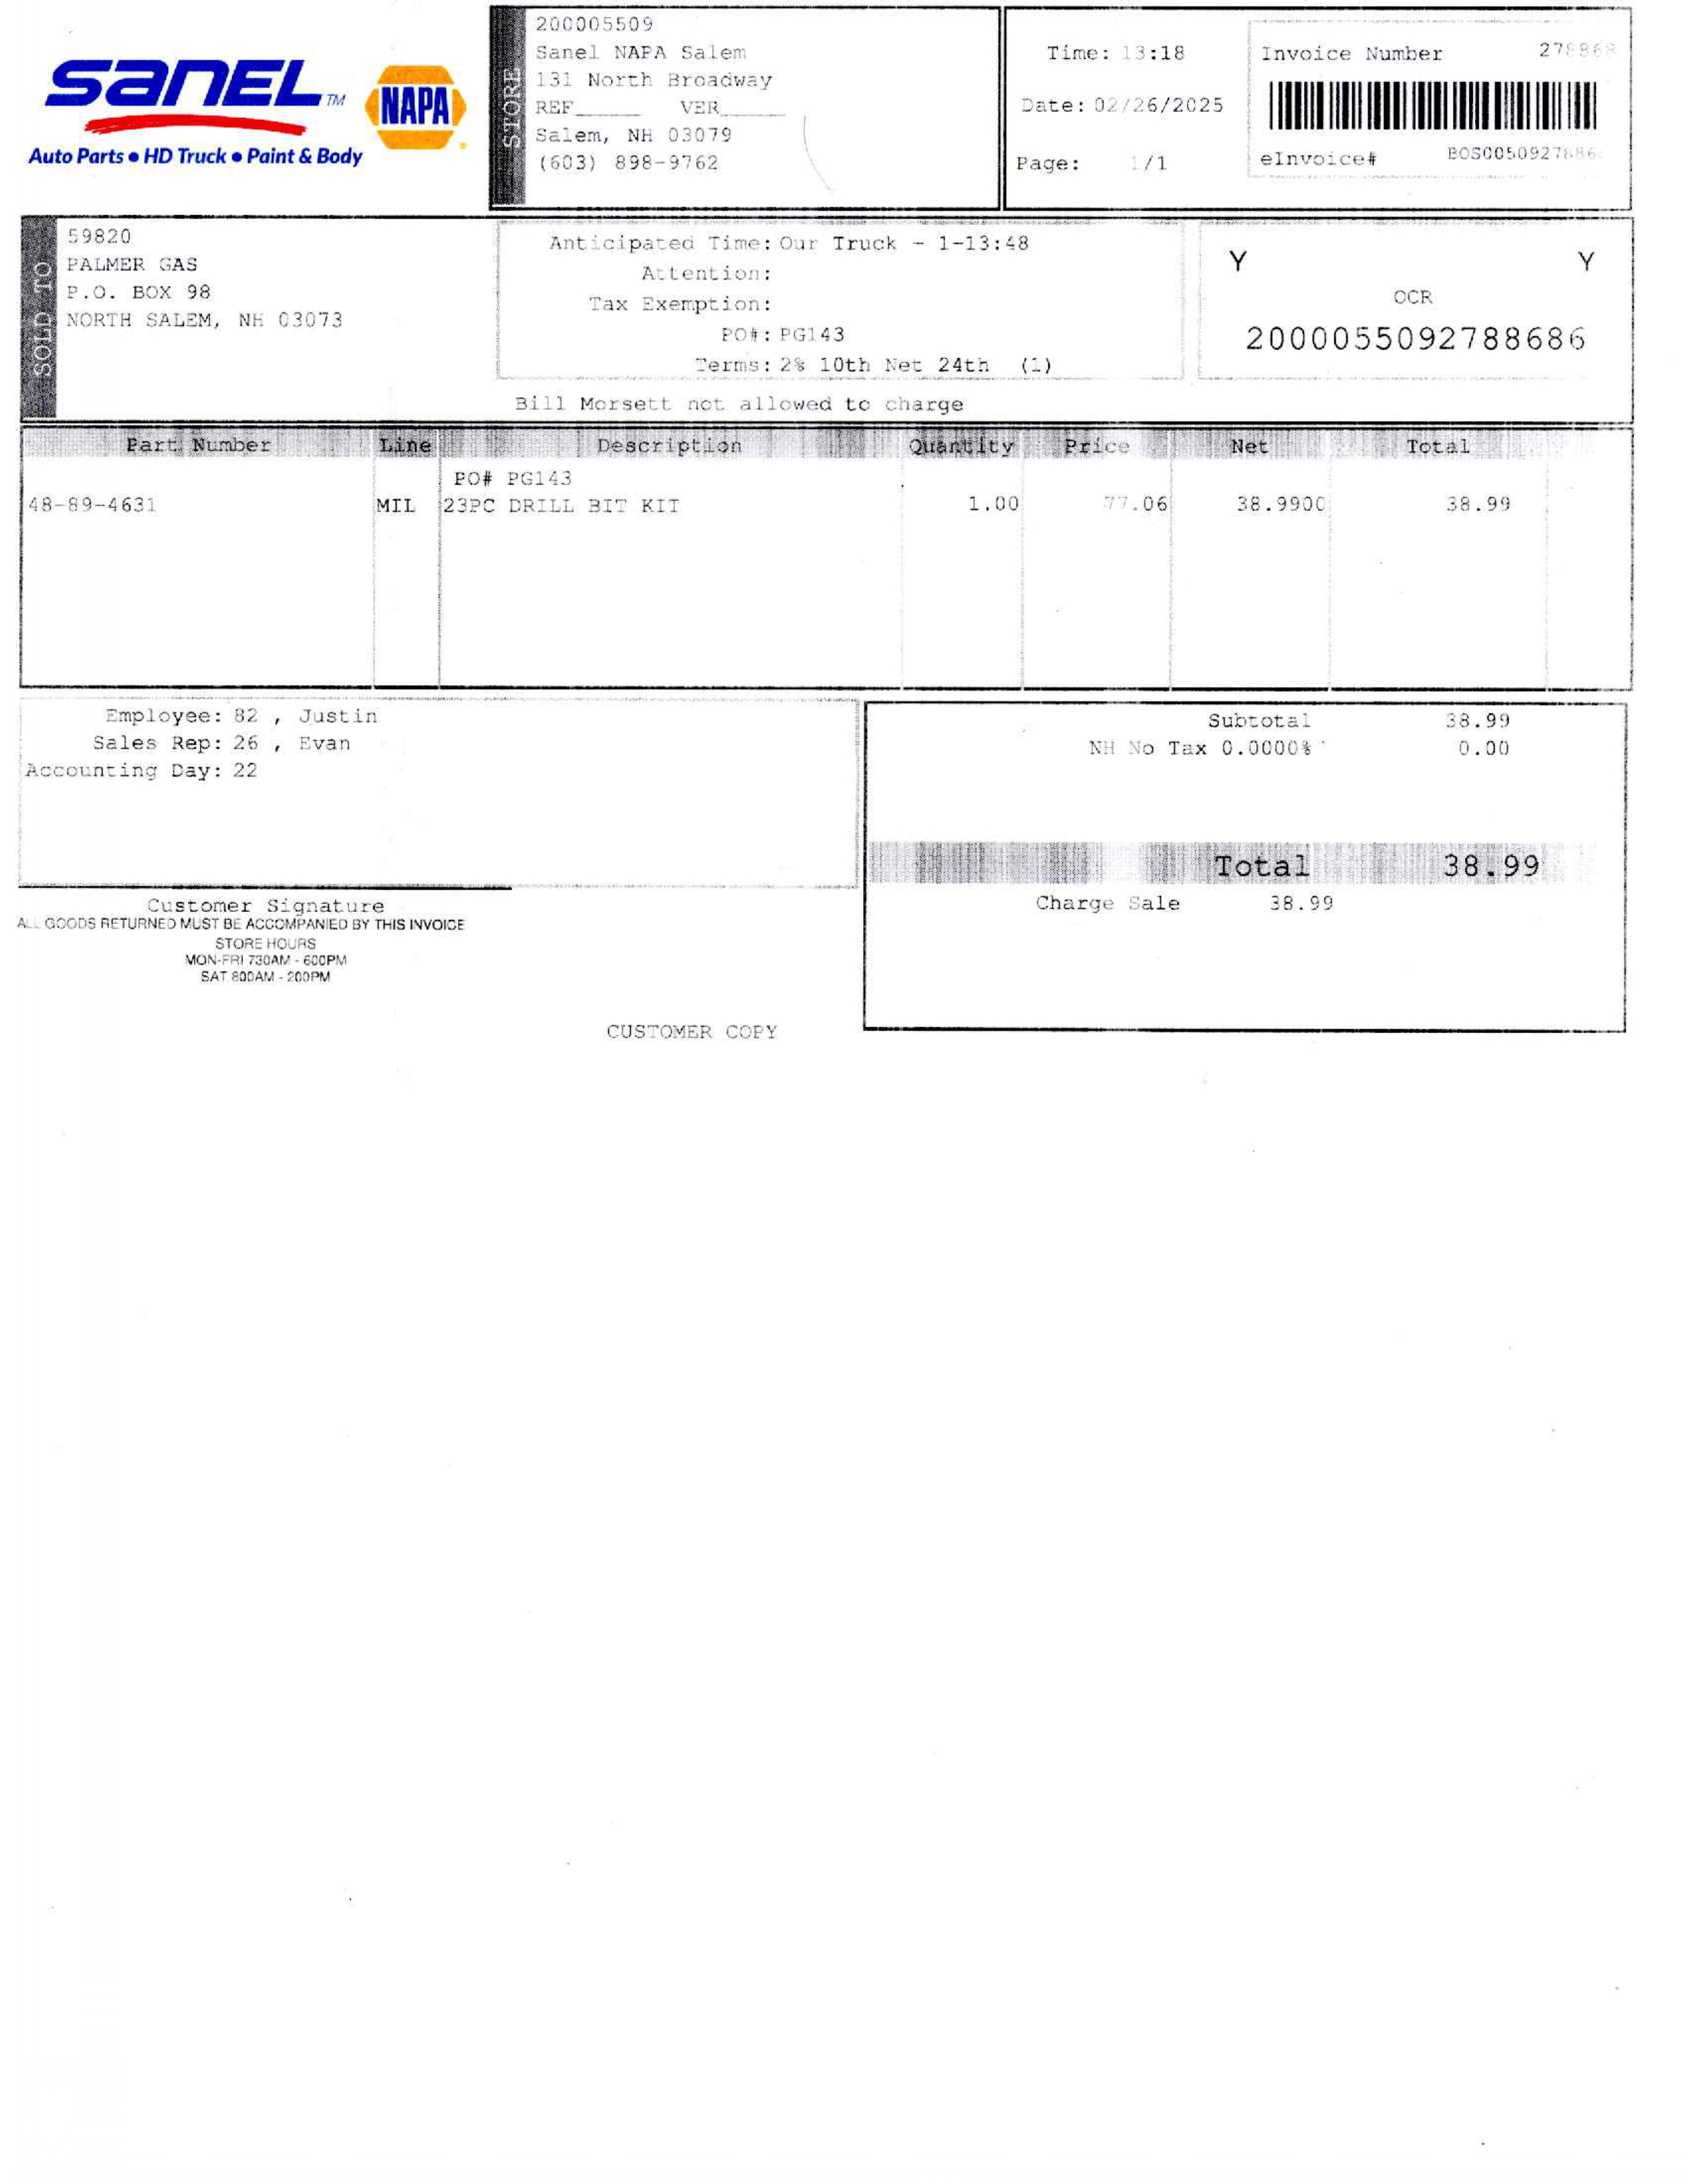 sanEL TM
NAPA
Auto Parts • HD Truck • Paint & Body
STORE
200005509
Sanel NAPA Salem
131 North Broadway
REF______ VER______
Salem, NH 03079
(603) 898-9762
Time: 13:18
Date: 02/26/2025
Page: 1/1
Invoice Number 278868
eInvoice#
SOLD TO
59820
PALMER GAS
P.O. BOX 98
NORTH SALEM, NH 03073
Anticipated Time: Our Truck - 1-13:48
Attention:
Tax Exemption:
PO#: PG143
Terms: 2% 10th Net 24th (1)
Y Y
OCR
2000055092788686
Bill Morsett not allowed to charge
Part Number Line Description Quantity Price Net Total
PO# PG143
48-89-4631 MIL 23PC DRILL BIT KIT 1.00 77.06 38.9900 38.99
Employee: 82 , Justin
Sales Rep: 26 , Evan
Accounting Day: 22
Subtotal 38.99
NH No Tax 0.0000% 0.00
Total 38.99
Charge Sale 38.99
Customer Signature
ALL GOODS RETURNED MUST BE ACCOMPANIED BY THIS INVOICE
STORE HOURS
MON-FRI 730AM - 600PM
SAT 800AM - 200PM
CUSTOMER COPY